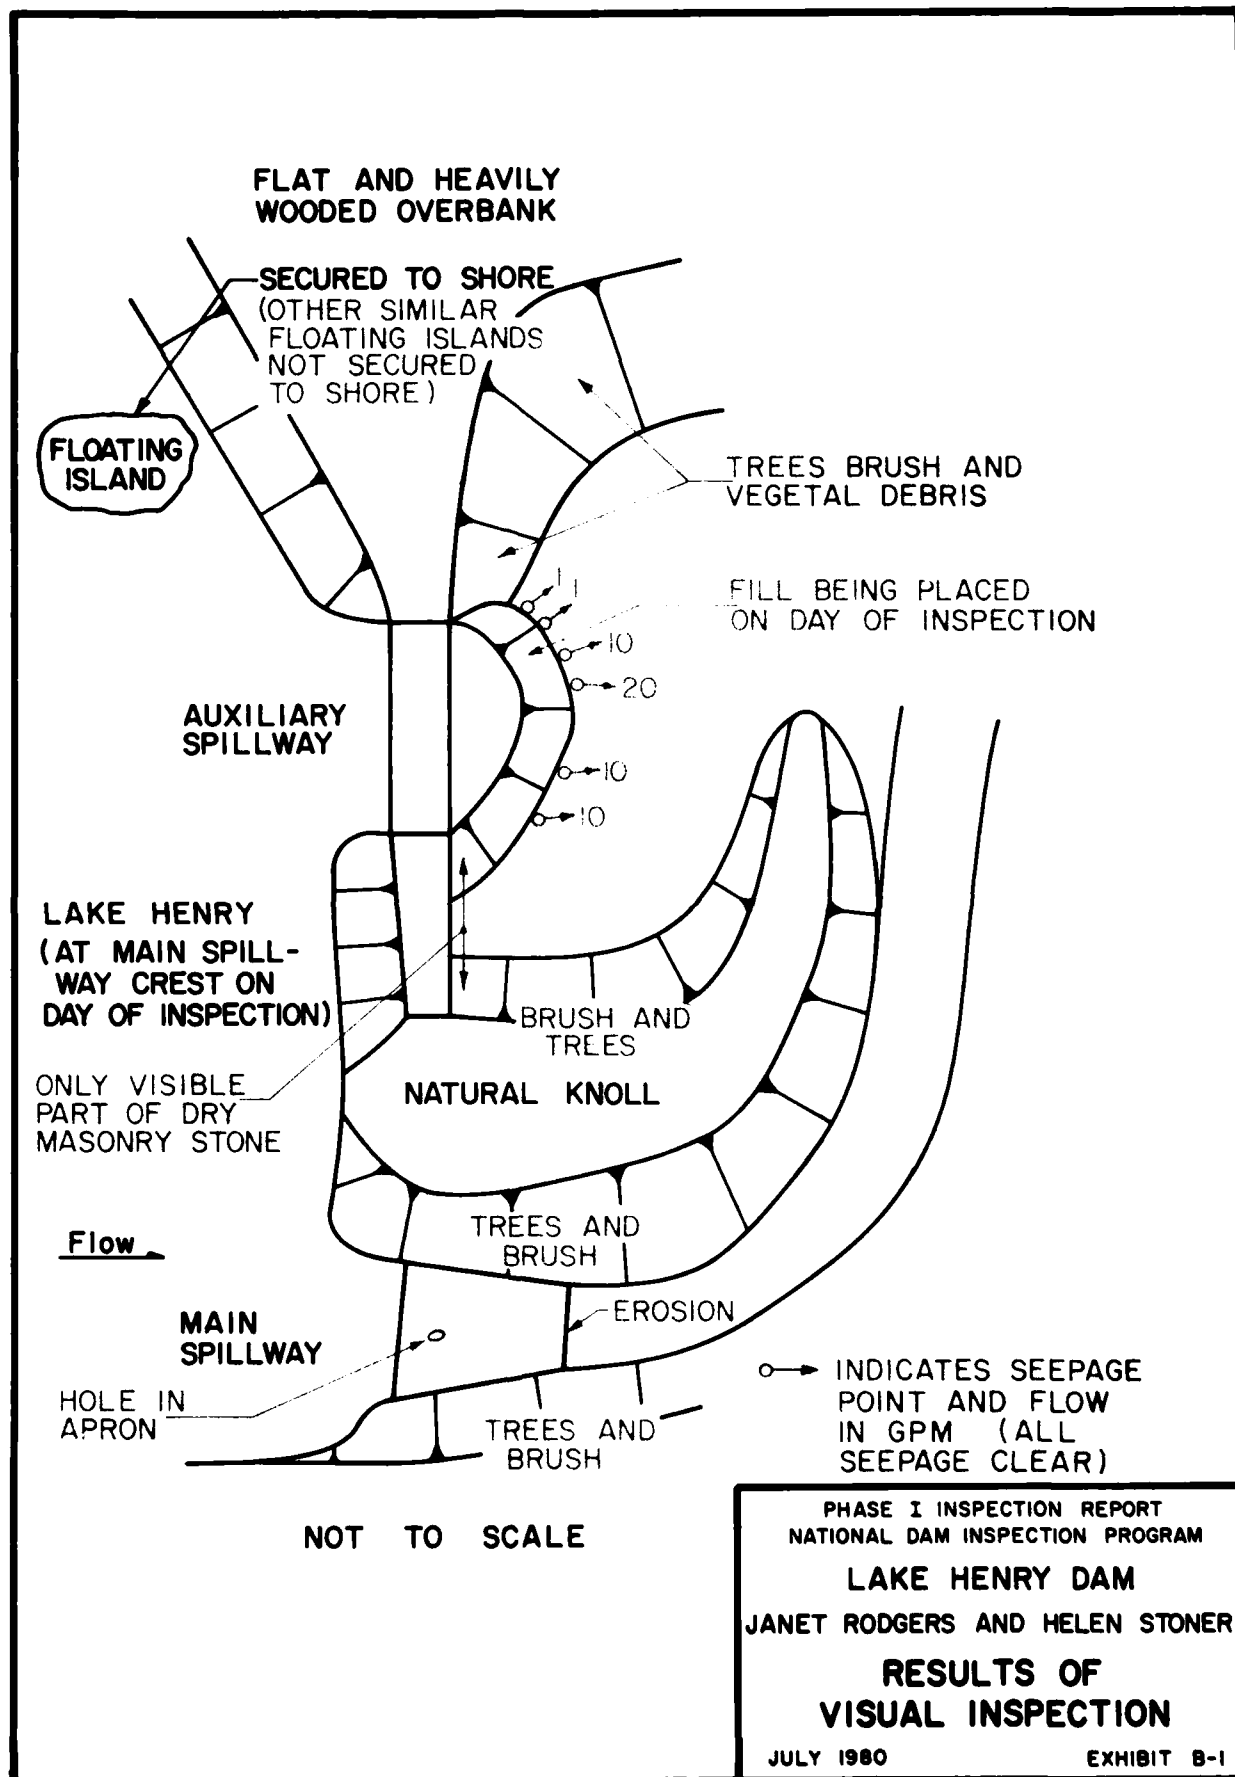 FLAT AND HEAVILY
WOODED OVERBANK
SECURED TO SHORE
(OTHER SIMILAR
FLOATING ISLANDS
NOT SECURED
TO SHORE)
FLOATING
ISLAND
TREES BRUSH AND
VEGETAL DEBRIS
FILL BEING PLACED
ON DAY OF INSPECTION
1
1
10
20
10
10
AUXILIARY
SPILLWAY
LAKE HENRY
(AT MAIN SPILL-
WAY CREST ON
DAY OF INSPECTION)
BRUSH AND
TREES
ONLY VISIBLE
PART OF DRY
MASONRY STONE
NATURAL KNOLL
TREES AND
BRUSH
Flow
EROSION
MAIN
SPILLWAY
HOLE IN
APRON
TREES AND
BRUSH
INDICATES SEEPAGE
POINT AND FLOW
IN GPM (ALL
SEEPAGE CLEAR)
NOT TO SCALE
PHASE I INSPECTION REPORT
NATIONAL DAM INSPECTION PROGRAM
LAKE HENRY DAM
JANET RODGERS AND HELEN STONER
RESULTS OF
VISUAL INSPECTION
JULY 1980 EXHIBIT B-1